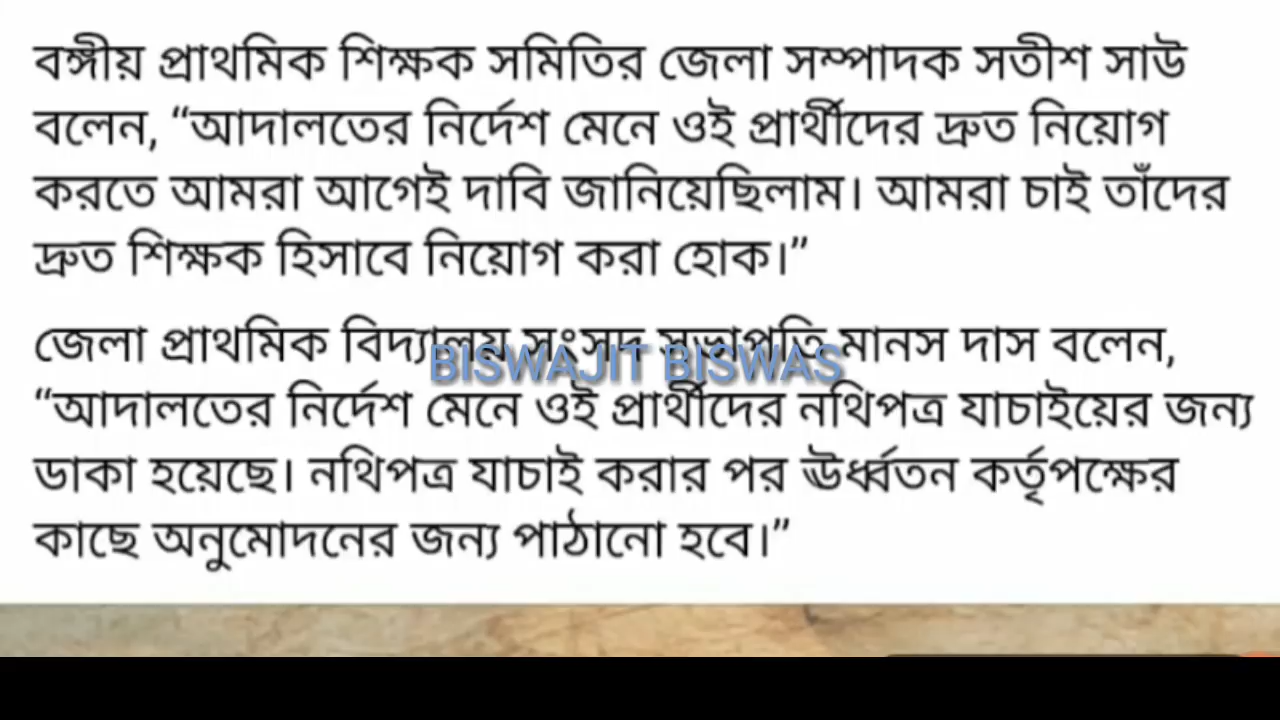 বঙ্গীয় প্রাথমিক শিক্ষক সমিতির জেলা সম্পাদক সতীশ সাউ
বলেন, “আদালতের নির্দেশ মেনে ওই প্রার্থীদের দ্রুত নিয়োগ
করতে আমরা আগেই দাবি জানিয়েছিলাম। আমরা চাই তাঁদের
দ্রুত শিক্ষক হিসাবে নিয়োগ করা হোক।”
জেলা প্রাথমিক বিদ্যালয় সংসদ সভাপতি মানস দাস বলেন,
BISWAJIT BISWAS
“আদালতের নির্দেশ মেনে ওই প্রার্থীদের নথিপত্র যাচাইয়ের জন্য
ডাকা হয়েছে। নথিপত্র যাচাই করার পর ঊর্ধ্বতন কর্তৃপক্ষের
কাছে অনুমোদনের জন্য পাঠানো হবে।”